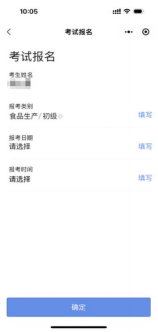 10:05
考试报名
考试报名
考生姓名
报考类别
食品生产/初级
填写
报考日期
请选择
填写
报考时间
请选择
填写
确定